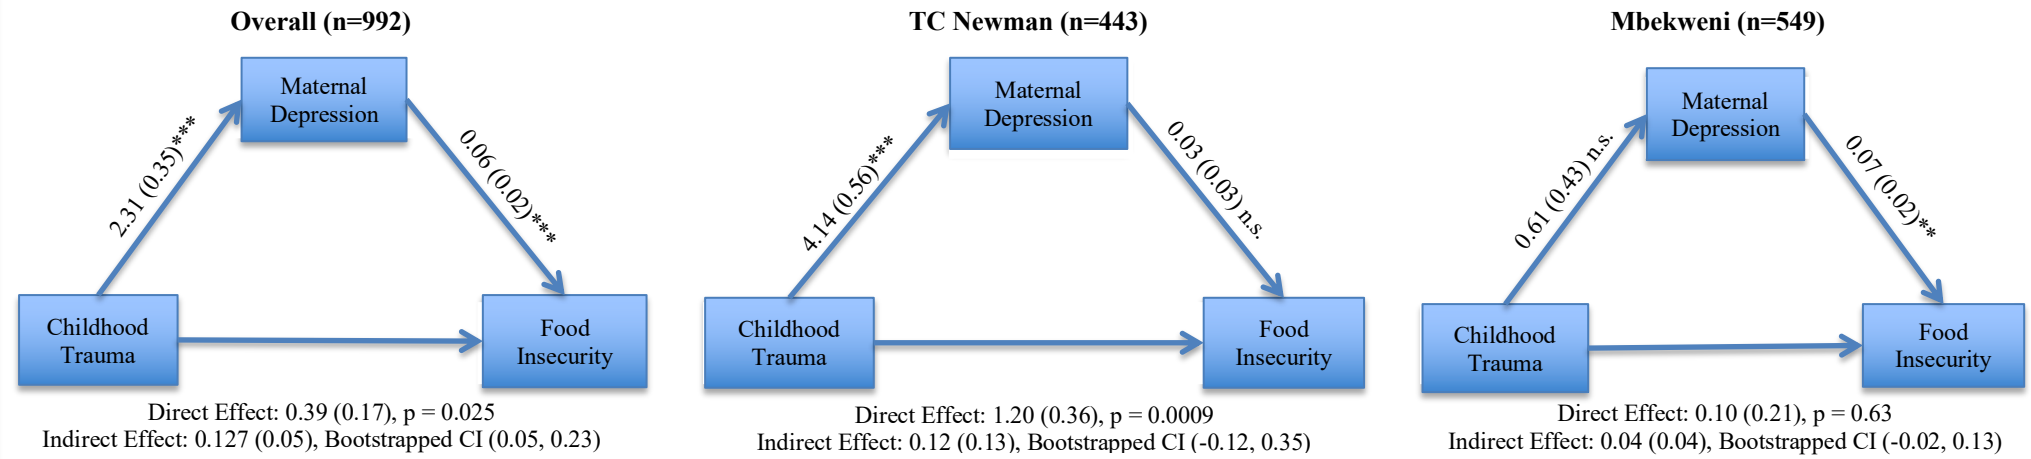 Overall (n=992)
Maternal
Depression
2.31 (0.35)***
0.06 (0.02)***
Childhood
Trauma
Food
Insecurity
Direct Effect: 0.39 (0.17), p = 0.025
Indirect Effect: 0.127 (0.05), Bootstrapped CI (0.05, 0.23)
TC Newman (n=443)
Maternal
Depression
4.14 (0.56)***
0.03 (0.03) n.s.
Childhood
Trauma
Food
Insecurity
Direct Effect: 1.20 (0.36), p = 0.0009
Indirect Effect: 0.12 (0.13), Bootstrapped CI (-0.12, 0.35)
Mbekweni (n=549)
Maternal
Depression
0.61 (0.43) n.s.
0.07 (0.02)**
Childhood
Trauma
Food
Insecurity
Direct Effect: 0.10 (0.21), p = 0.63
Indirect Effect: 0.04 (0.04), Bootstrapped CI (-0.02, 0.13)